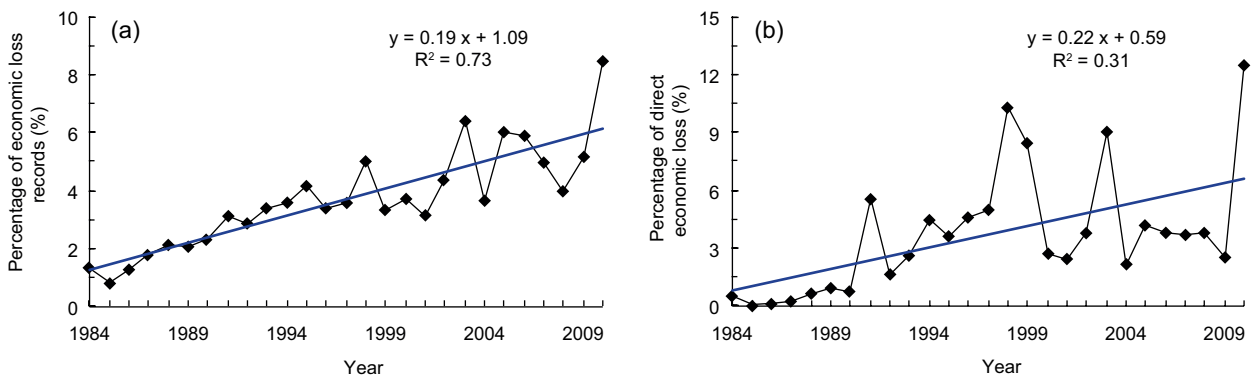 (a)
y = 0.19 x + 1.09
R² = 0.73
Percentage of economic loss
records (%)
10
8
6
4
2
0
1984 1989 1994 1999 2004 2009
Year
(b)
y = 0.22 x + 0.59
R² = 0.31
Percentage of direct
economic loss (%)
15
12
9
6
3
0
1984 1989 1994 1999 2004 2009
Year